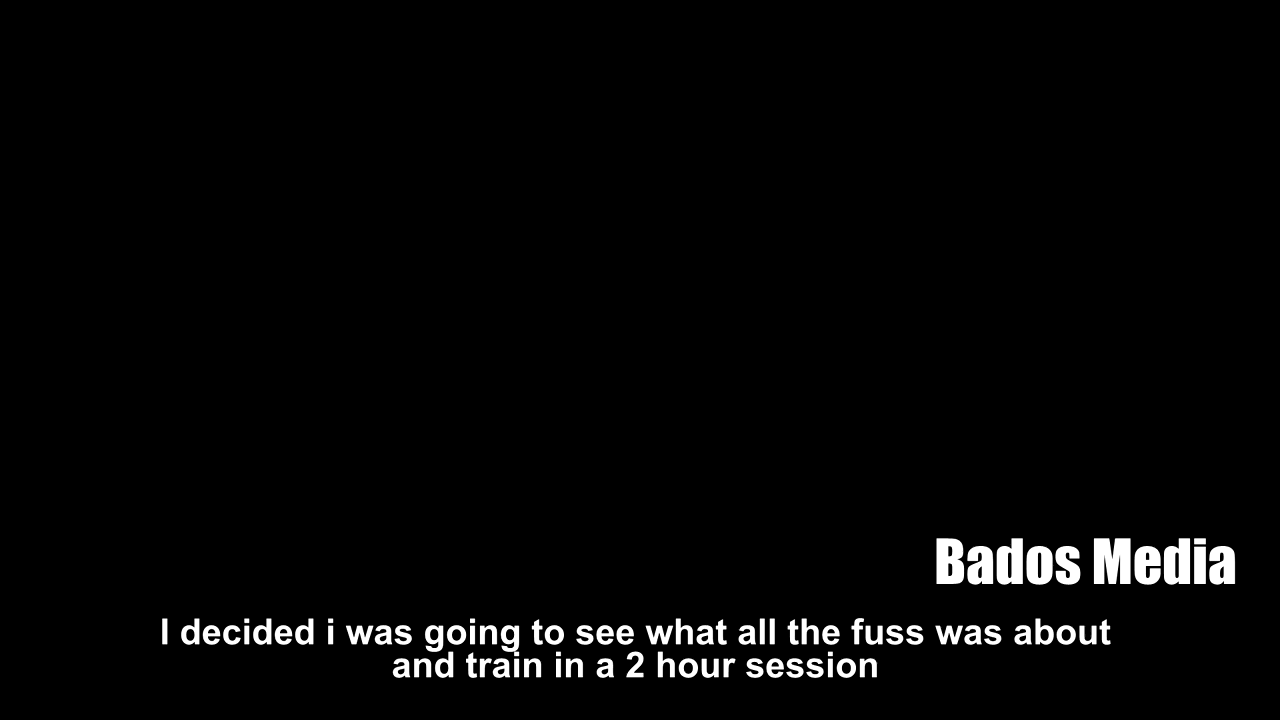 Bados Media
I decided i was going to see what all the fuss was about
and train in a 2 hour session